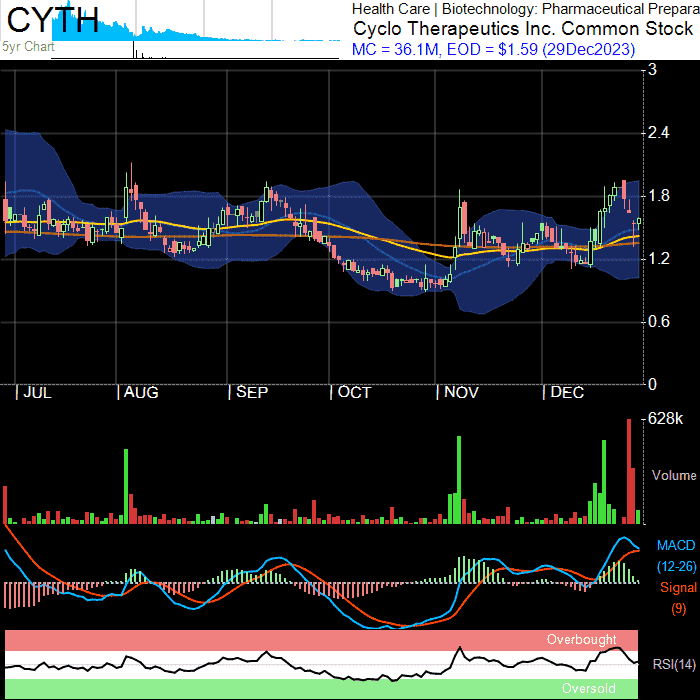 CYTH
5yr Chart
Health Care | Biotechnology: Pharmaceutical Prepara
Cyclo Therapeutics Inc. Common Stock
MC = 36.1M, EOD = $1.59 (29Dec2023)
3
2.4
1.8
1.2
0.6
0
| JUL | AUG | SEP | OCT | NOV | DEC
628k
Volume
MACD
(12-26)
Signal
(9)
Overbought
RSI(14)
Oversold